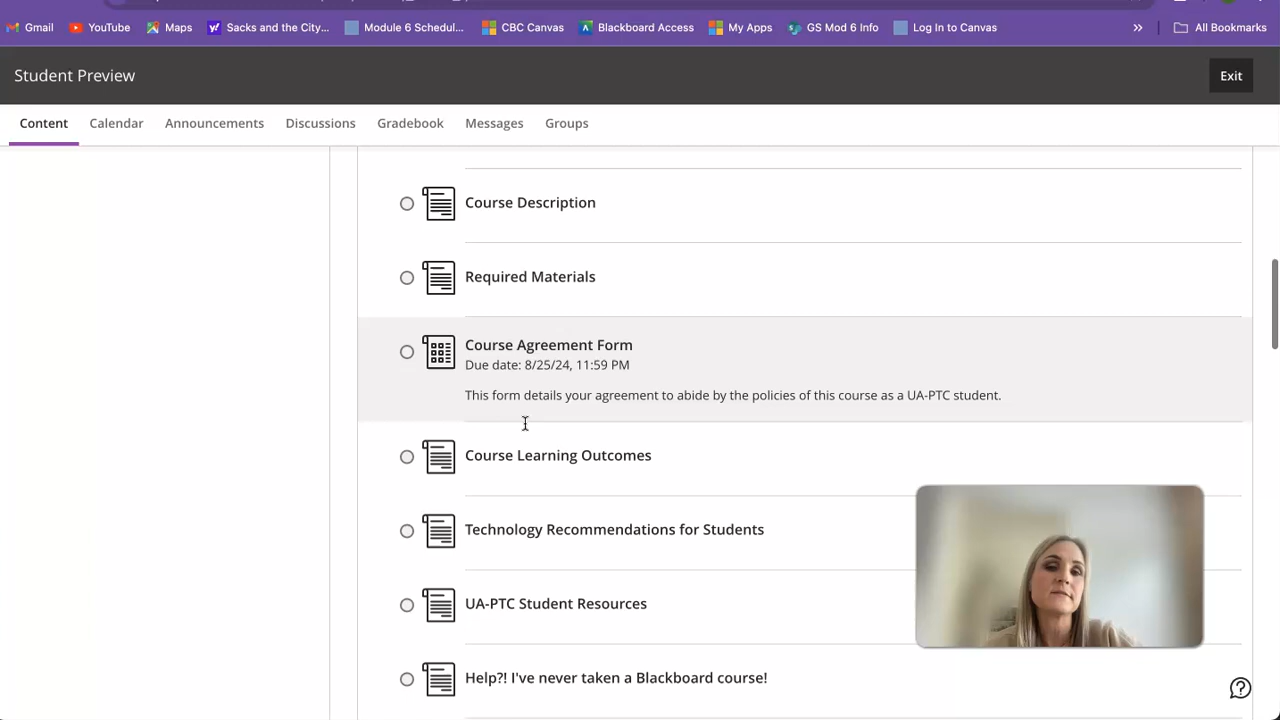 Gmail YouTube Maps Sacks and the City... Module 6 Schedul... CBC Canvas Blackboard Access My Apps GS Mod 6 Info Log In to Canvas » All Bookmarks
Student Preview Exit
Content Calendar Announcements Discussions Gradebook Messages Groups
Course Description
Required Materials
Course Agreement Form
Due date: 8/25/24, 11:59 PM
This form details your agreement to abide by the policies of this course as a UA-PTC student.
Course Learning Outcomes
Technology Recommendations for Students
UA-PTC Student Resources
Help?! I've never taken a Blackboard course!